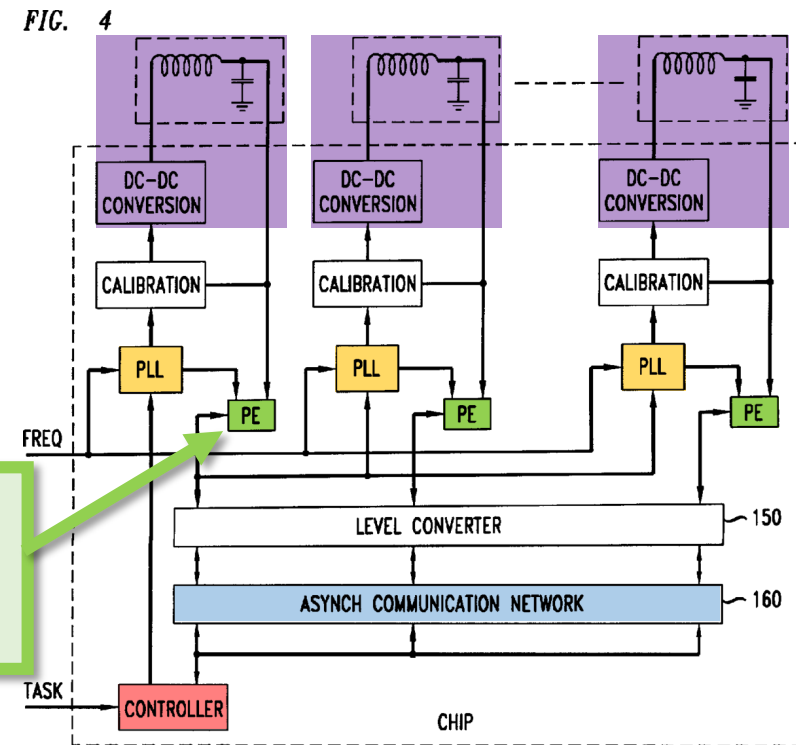 FIG. 4
DC-DC
CONVERSION
DC-DC
CONVERSION
DC-DC
CONVERSION
CALIBRATION
CALIBRATION
CALIBRATION
PLL
PLL
PLL
PE
PE
PE
FREQ
LEVEL CONVERTER
150
ASYNCH COMMUNICATION NETWORK
160
TASK
CONTROLLER
CHIP